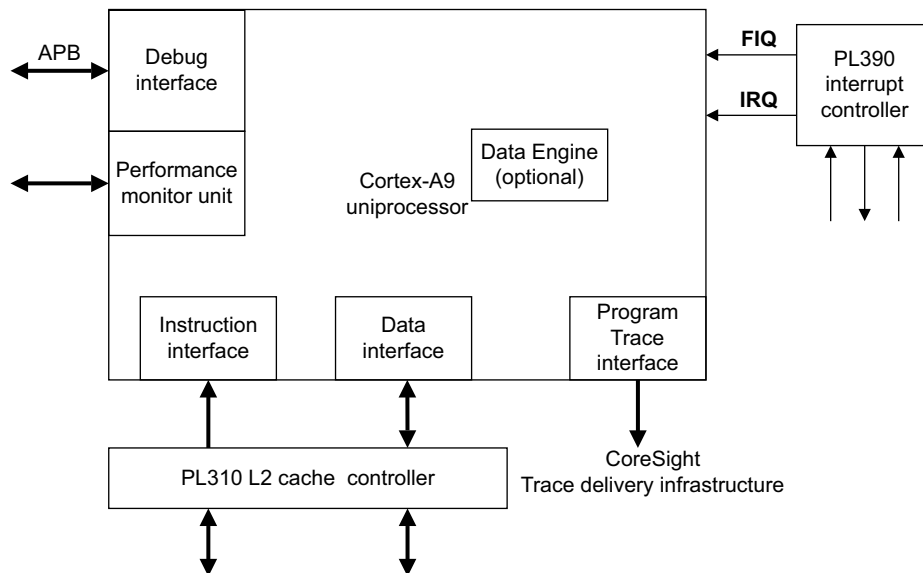 APB
Debug
interface
FIQ
IRQ
PL390
interrupt
controller
Performance
monitor unit
Cortex-A9
uniprocessor
Data Engine
(optional)
Instruction
interface
Data
interface
Program
Trace
interface
PL310 L2 cache controller
CoreSight
Trace delivery infrastructure